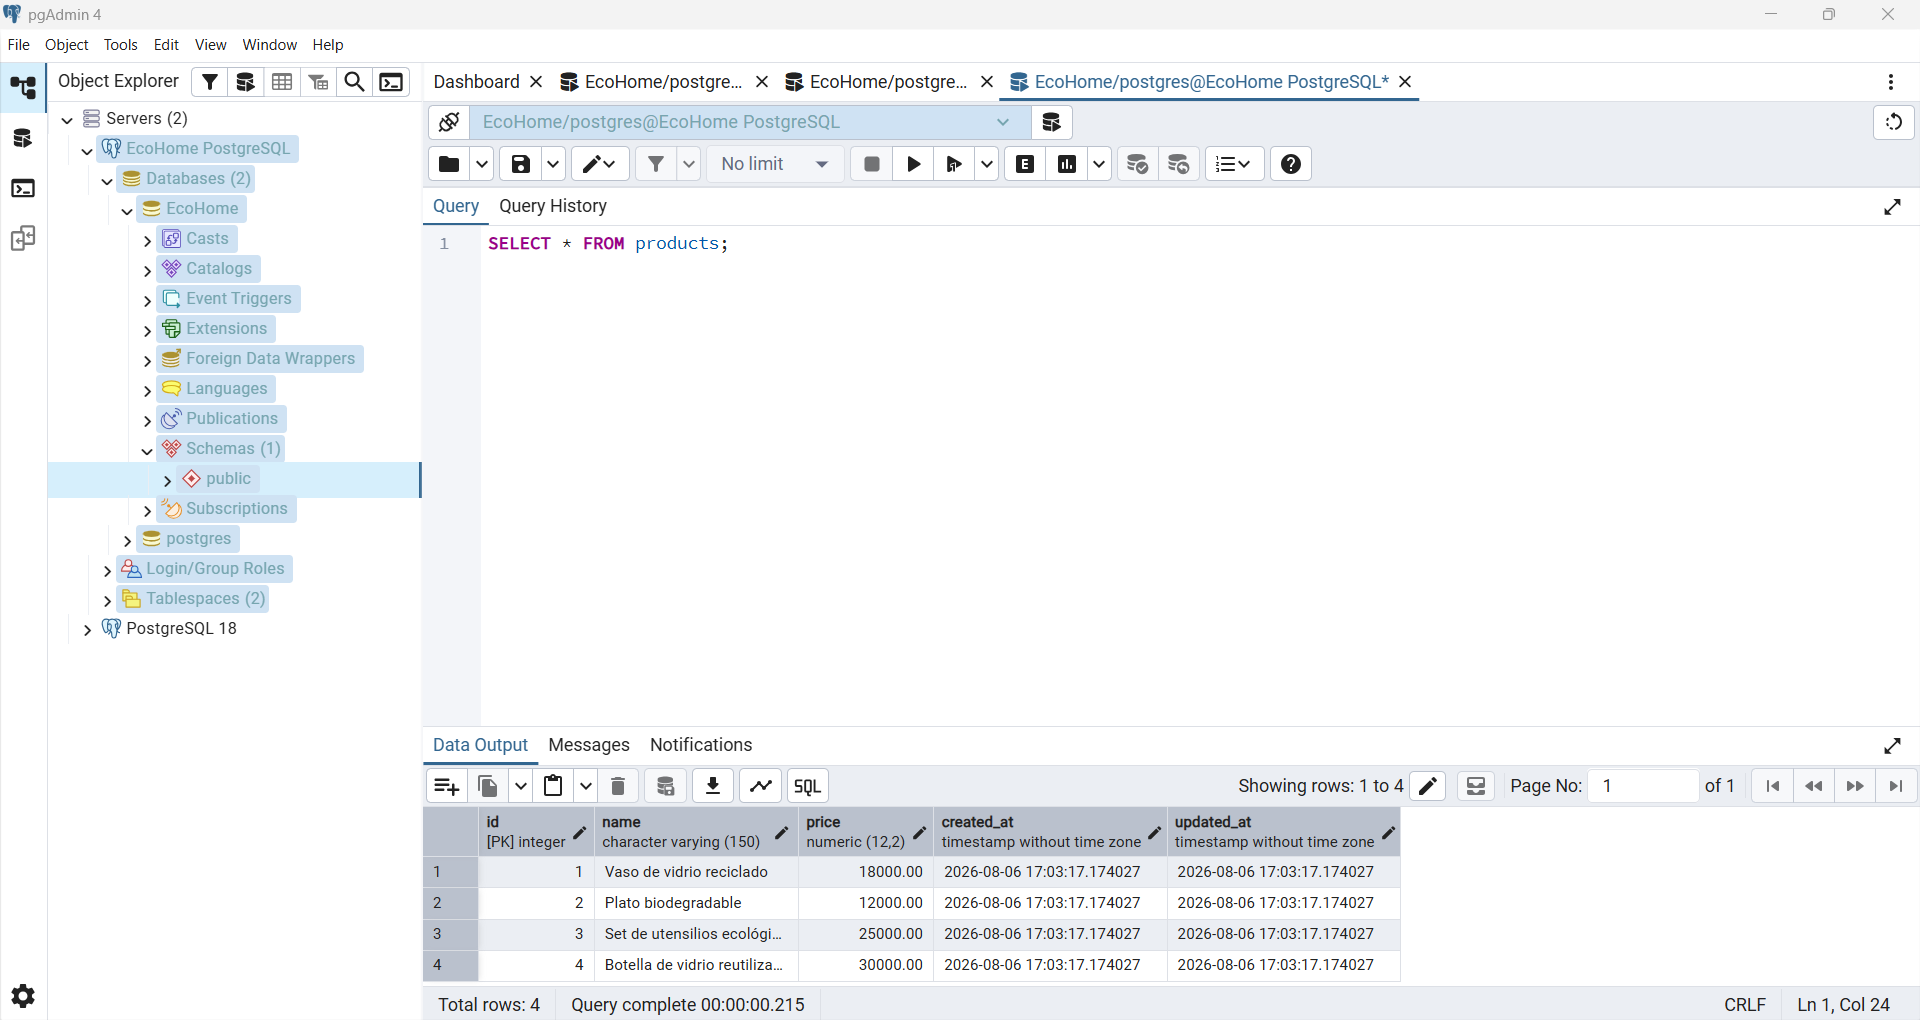 pgAdmin 4
File Object Tools Edit View Window Help
Object Explorer
Dashboard
EcoHome/postgre...
EcoHome/postgre...
EcoHome/postgres@EcoHome PostgreSQL*
Servers (2)
EcoHome PostgreSQL
Databases (2)
EcoHome
Casts
Catalogs
Event Triggers
Extensions
Foreign Data Wrappers
Languages
Publications
Schemas (1)
public
Subscriptions
postgres
Login/Group Roles
Tablespaces (2)
PostgreSQL 18
EcoHome/postgres@EcoHome PostgreSQL
No limit
E
Query Query History
1 SELECT * FROM products;
Data Output Messages Notifications
SQL
Showing rows: 1 to 4
Page No: 1 of 1
id name price created_at updated_at
[PK] integer character varying (150) numeric (12,2) timestamp without time zone timestamp without time zone
1 1 Vaso de vidrio reciclado 18000.00 2026-08-06 17:03:17.174027 2026-08-06 17:03:17.174027
2 2 Plato biodegradable 12000.00 2026-08-06 17:03:17.174027 2026-08-06 17:03:17.174027
3 3 Set de utensilios ecológi... 25000.00 2026-08-06 17:03:17.174027 2026-08-06 17:03:17.174027
4 4 Botella de vidrio reutiliza... 30000.00 2026-08-06 17:03:17.174027 2026-08-06 17:03:17.174027
Total rows: 4 Query complete 00:00:00.215 CRLF Ln 1, Col 24